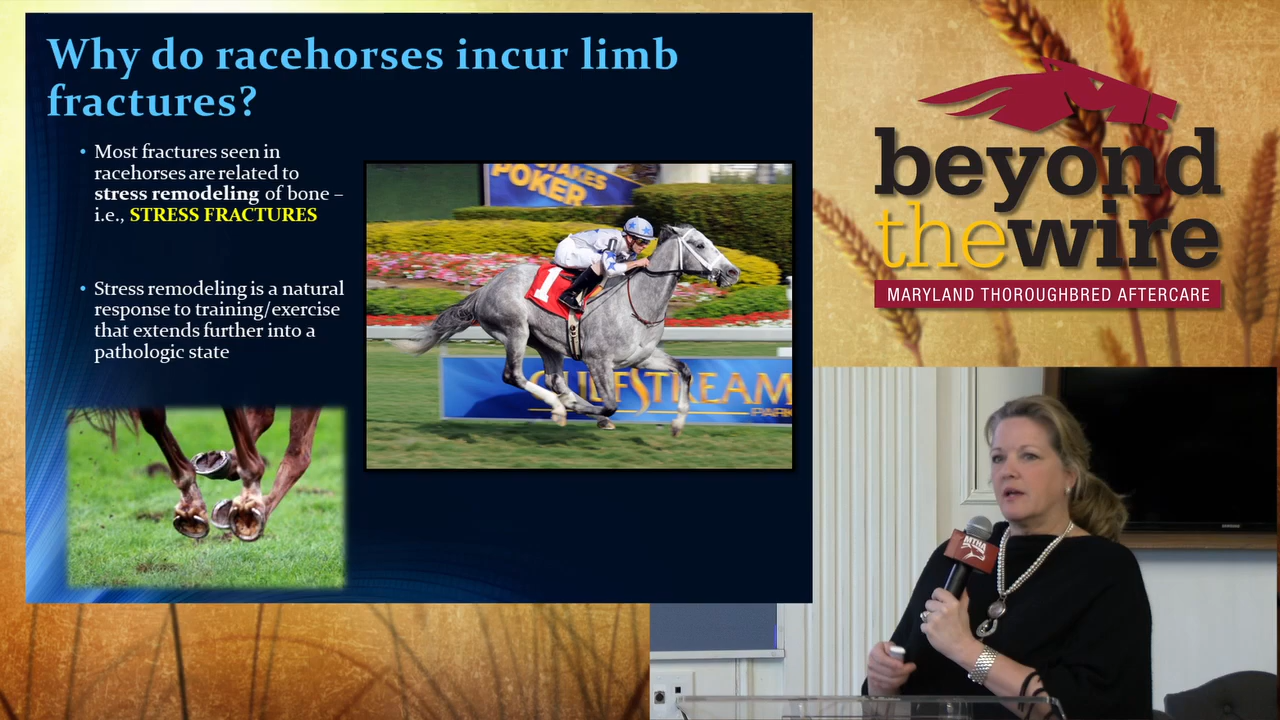 Why do racehorses incur limb
fractures?
• Most fractures seen in
racehorses are related to
stress remodeling of bone –
i.e., STRESS FRACTURES
• Stress remodeling is a natural
response to training/exercise
that extends further into a
pathologic state
POKER
1
GULFSTREAM
PARK
beyond
thewire
MARYLAND THOROUGHBRED AFTERCARE
MTHA